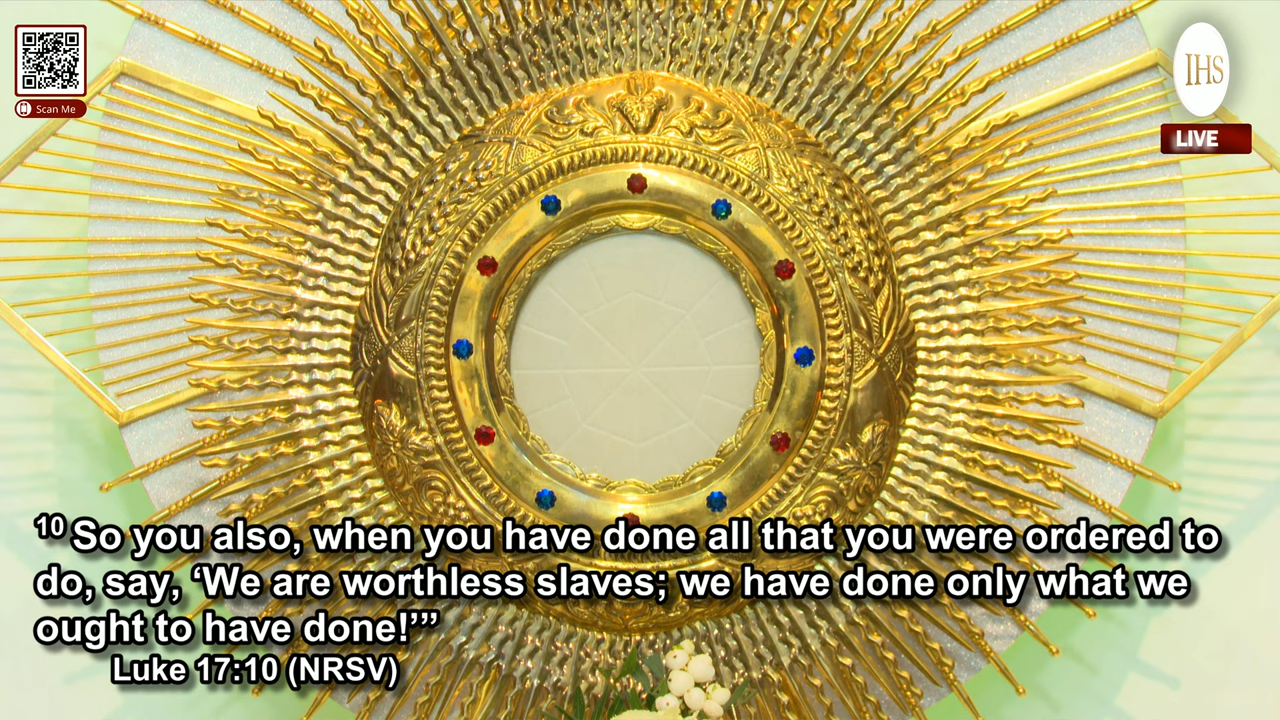 Scan Me
IHS
LIVE
10 So you also, when you have done all that you were ordered to
do, say, ‘We are worthless slaves; we have done only what we
ought to have done!’”
Luke 17:10 (NRSV)